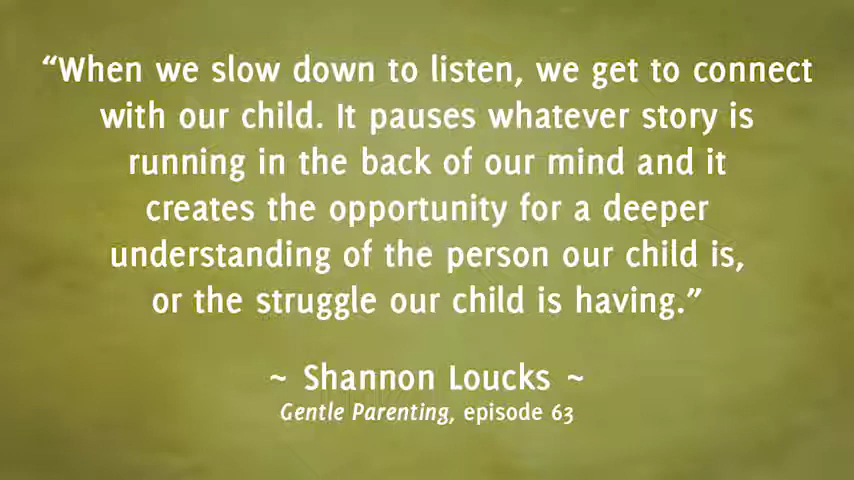 “When we slow down to listen, we get to connect
with our child. It pauses whatever story is
running in the back of our mind and it
creates the opportunity for a deeper
understanding of the person our child is,
or the struggle our child is having.”
~ Shannon Loucks ~
Gentle Parenting, episode 63